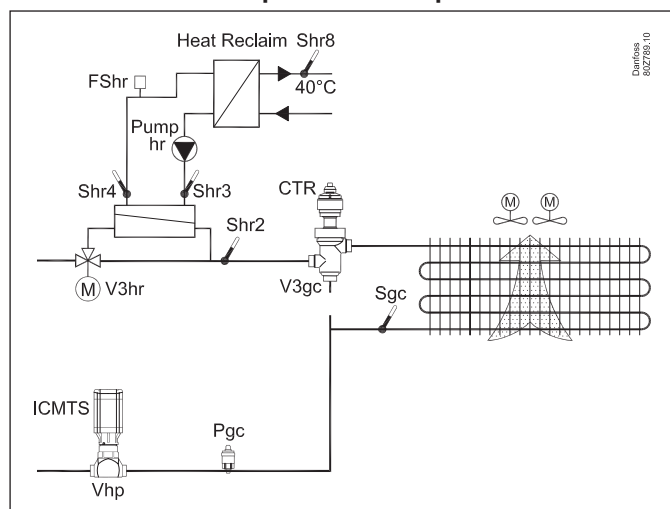 Heat Reclaim
Shr8
Danfoss
80Z789.10
FShr
40°C
Pump
hr
Shr4
Shr3
CTR
Shr2
M
M
M
V3hr
V3gc
Sgc
ICMTS
Pgc
Vhp